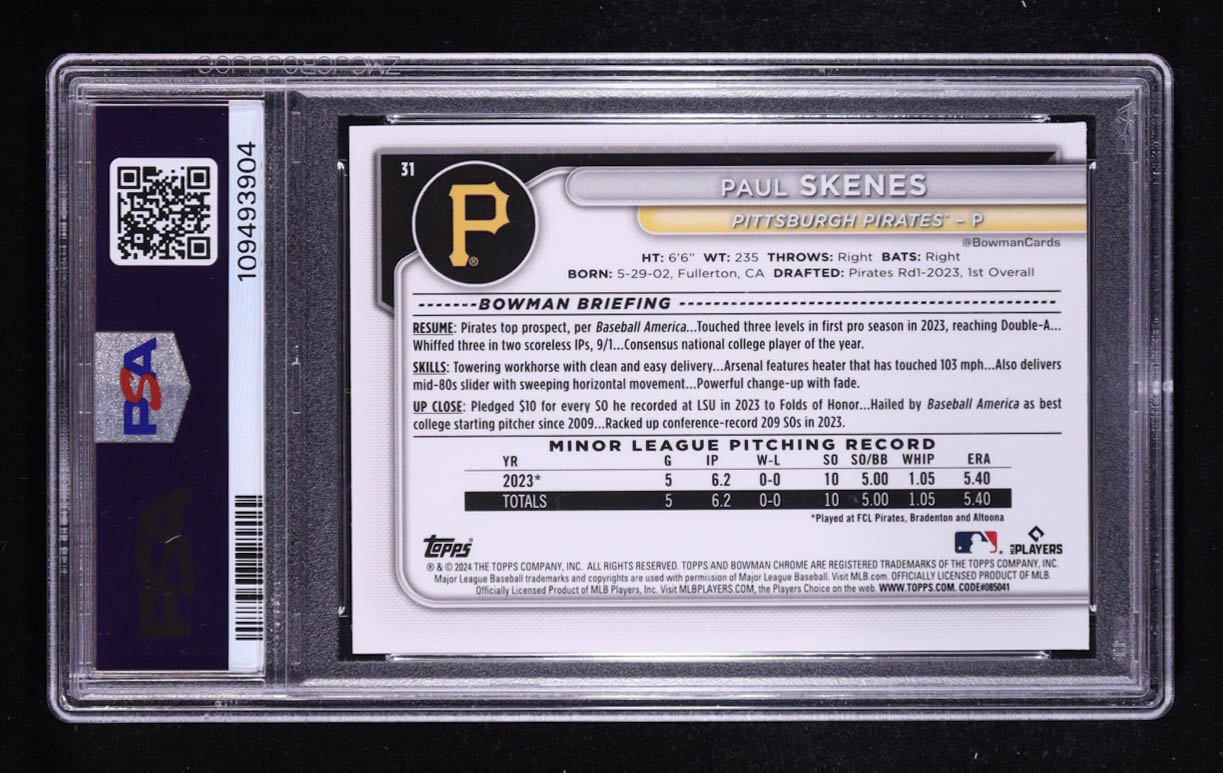 109493904
PSA
PSA
31
P
PAUL SKENES
PITTSBURGH PIRATES® – P
@BowmanCards
HT: 6'6" WT: 235 THROWS: Right BATS: Right
BORN: 5-29-02, Fullerton, CA DRAFTED: Pirates Rd1-2023, 1st Overall
BOWMAN BRIEFING
RESUME: Pirates top prospect, per Baseball America...Touched three levels in first pro season in 2023, reaching Double-A...
Whiffed three in two scoreless IPs, 9/1...Consensus national college player of the year.
SKILLS: Towering workhorse with clean and easy delivery...Arsenal features heater that has touched 103 mph...Also delivers
mid-80s slider with sweeping horizontal movement...Powerful change-up with fade.
UP CLOSE: Pledged $10 for every SO he recorded at LSU in 2023 to Folds of Honor...Hailed by Baseball America as best
college starting pitcher since 2009...Racked up conference-record 209 SOs in 2023.
MINOR LEAGUE PITCHING RECORD
YR G IP W-L SO SO/BB WHIP ERA
2023* 5 6.2 0-0 10 5.00 1.05 5.40
TOTALS 5 6.2 0-0 10 5.00 1.05 5.40
*Played at FCL Pirates, Bradenton and Altoona
Topps
MLB PLAYERS
® & © 2024 THE TOPPS COMPANY, INC. ALL RIGHTS RESERVED. TOPPS AND BOWMAN CHROME ARE REGISTERED TRADEMARKS OF THE TOPPS COMPANY, INC.
Major League Baseball trademarks and copyrights are used with permission of Major League Baseball. Visit MLB.com. OFFICIALLY LICENSED PRODUCT OF MLB.
Officially Licensed Product of MLB Players, Inc. Visit MLBPLAYERS.COM, the Players Choice on the web. WWW.TOPPS.COM. CODE#085041